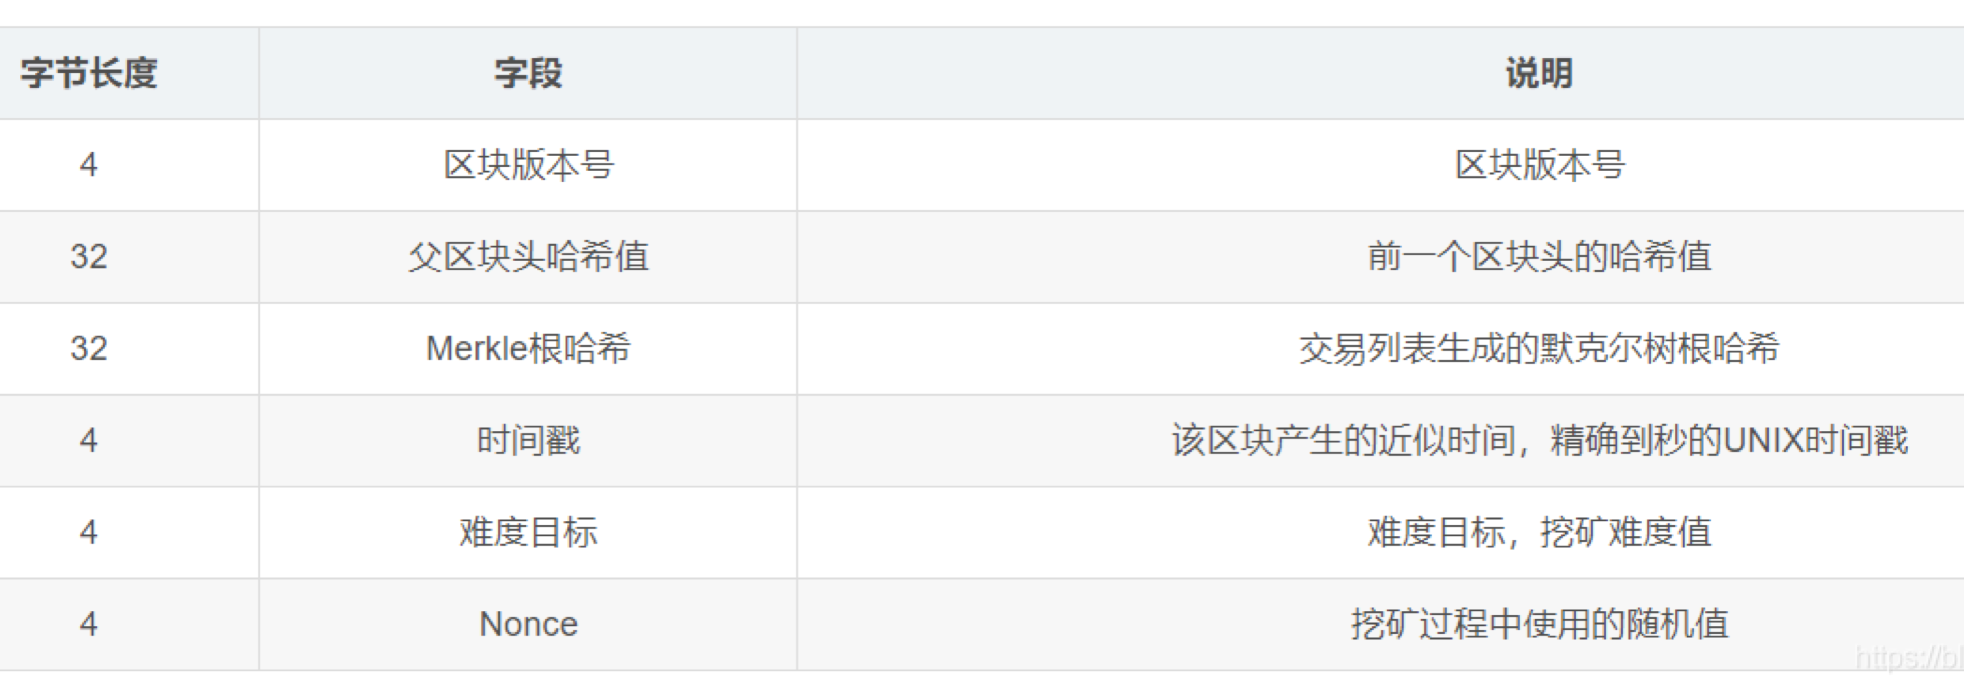 字节长度 字段 说明
4 区块版本号 区块版本号
32 父区块头哈希值 前一个区块头的哈希值
32 Merkle根哈希 交易列表生成的默克尔树根哈希
4 时间戳 该区块产生的近似时间，精确到秒的UNIX时间戳
4 难度目标 难度目标，挖矿难度值
4 Nonce 挖矿过程中使用的随机值
https://bl